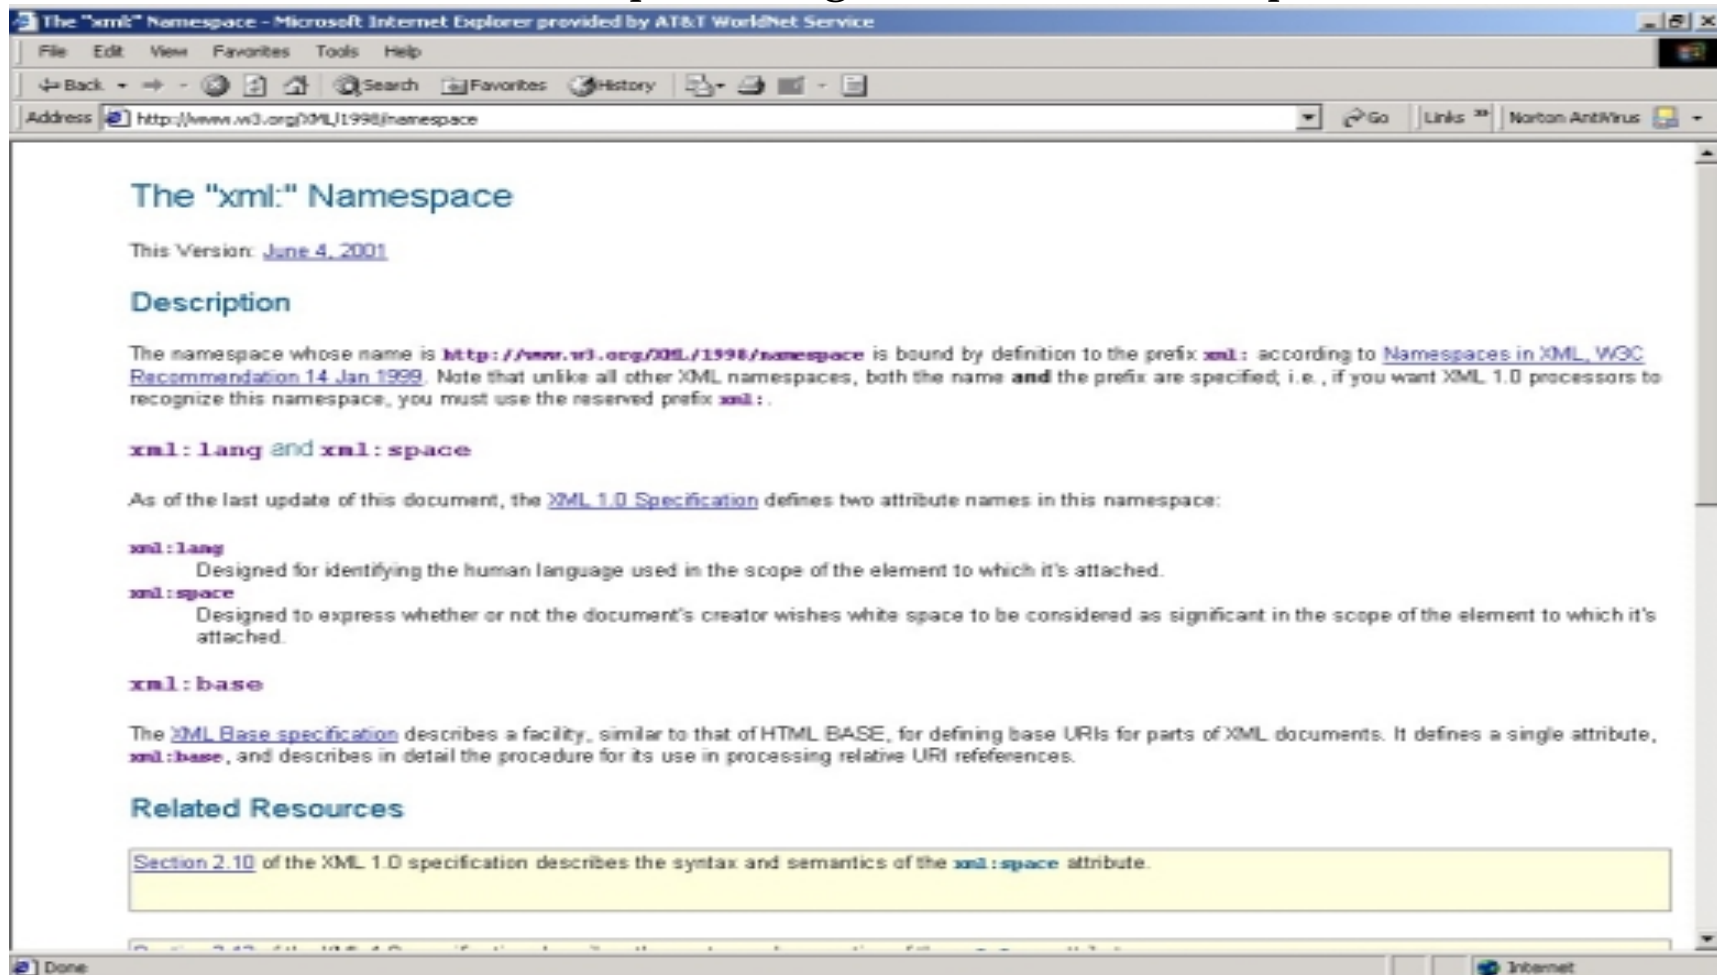 The "xml:" Namespace - Microsoft Internet Explorer provided by AT&T WorldNet Service
File Edit View Favorites Tools Help
Back Search Favorites History
Address http://www.w3.org/XML/1998/namespace Go Links » Norton AntiVirus
The "xml:" Namespace
This Version: June 4, 2001
Description
The namespace whose name is http://www.w3.org/XML/1998/namespace is bound by definition to the prefix xml: according to Namespaces in XML, W3C
Recommendation 14 Jan 1999. Note that unlike all other XML namespaces, both the name and the prefix are specified; i.e., if you want XML 1.0 processors to
recognize this namespace, you must use the reserved prefix xml:.
xml:lang and xml:space
As of the last update of this document, the XML 1.0 Specification defines two attribute names in this namespace:
xml:lang
Designed for identifying the human language used in the scope of the element to which it's attached.
xml:space
Designed to express whether or not the document's creator wishes white space to be considered as significant in the scope of the element to which it's
attached.
xml:base
The XML Base specification describes a facility, similar to that of HTML BASE, for defining base URIs for parts of XML documents. It defines a single attribute,
xml:base, and describes in detail the procedure for its use in processing relative URI refeferences.
Related Resources
Section 2.10 of the XML 1.0 specification describes the syntax and semantics of the xml:space attribute.
Done Internet